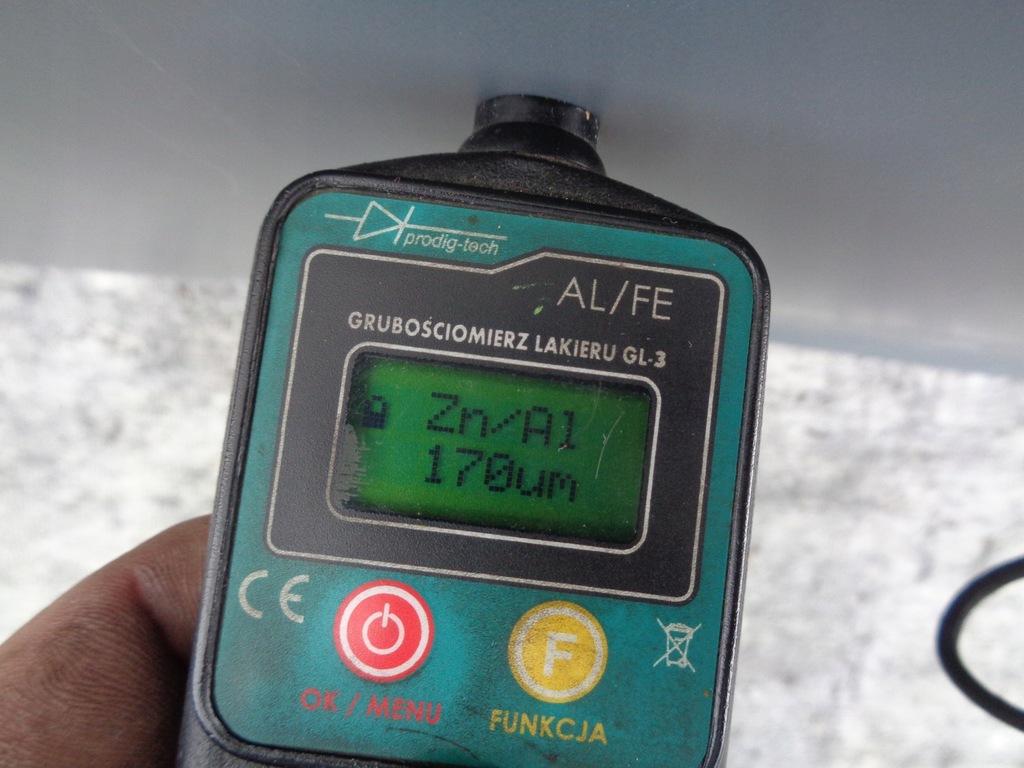 prodig-tech
AL/FE
GRUBOŚCIOMIERZ LAKIERU GL-3
Zn/Al
170um
CE
F
OK / MENU
FUNKCJA